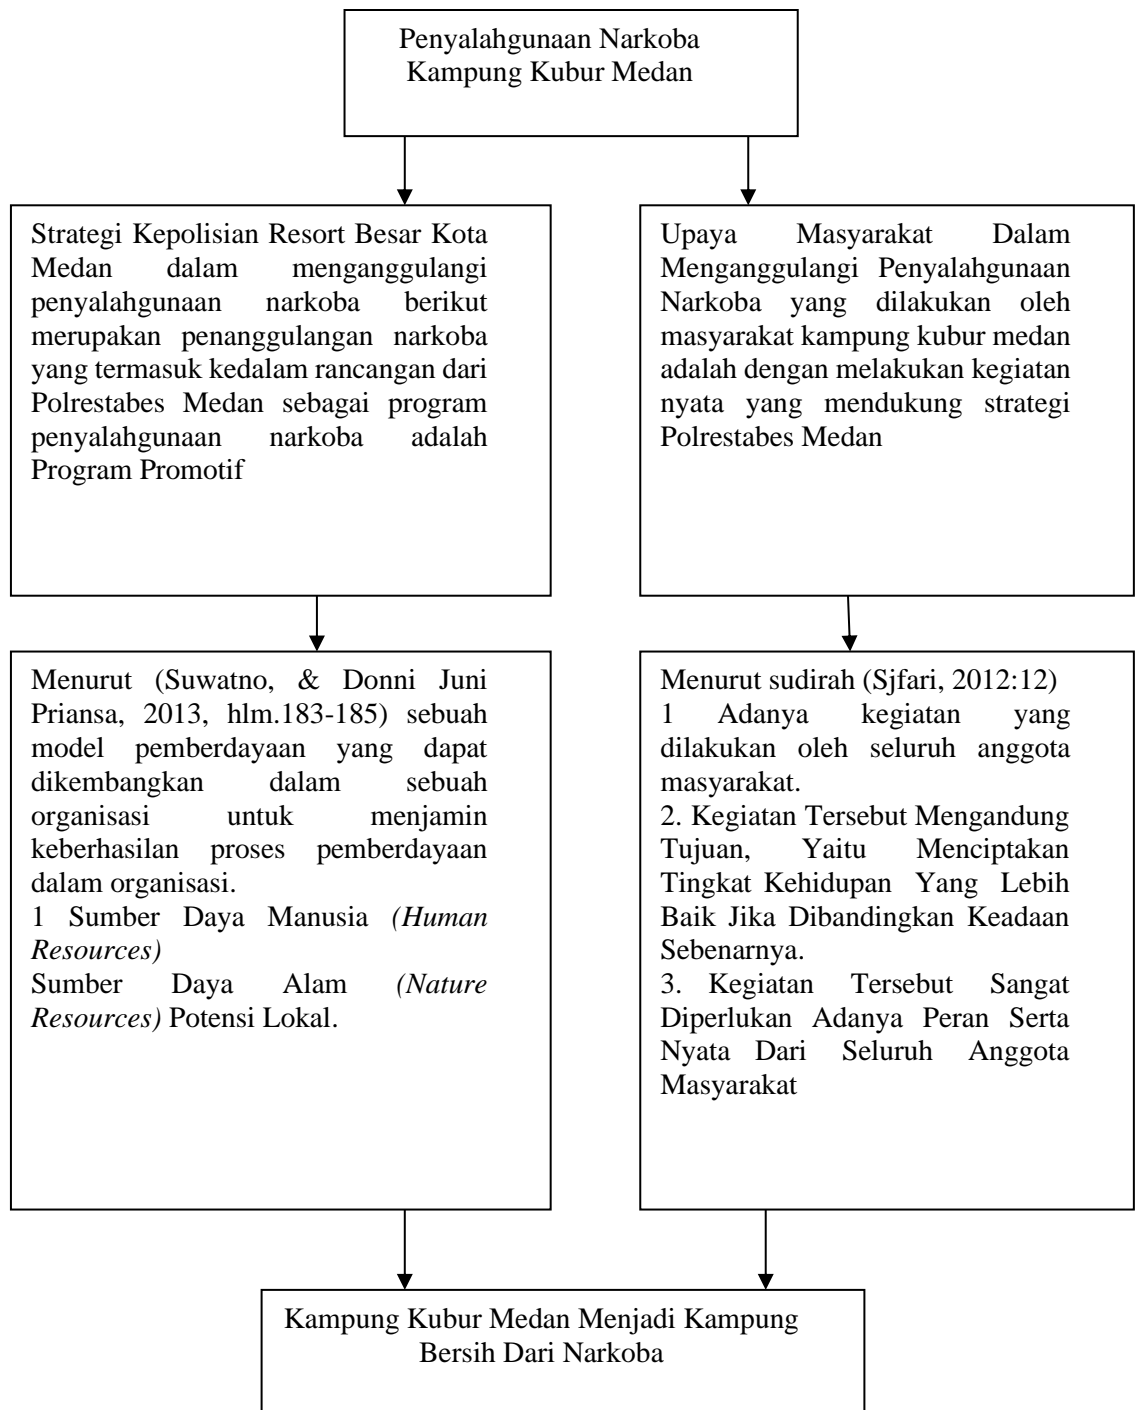 Penyalahgunaan Narkoba
Kampung Kubur Medan
Strategi Kepolisian Resort Besar Kota
Medan dalam menganggulangi
penyalahgunaan narkoba berikut
merupakan penanggulangan narkoba
yang termasuk kedalam rancangan dari
Polrestabes Medan sebagai program
penyalahgunaan narkoba adalah
Program Promotif
Upaya Masyarakat Dalam
Menganggulangi Penyalahgunaan
Narkoba yang dilakukan oleh
masyarakat kampung kubur medan
adalah dengan melakukan kegiatan
nyata yang mendukung strategi
Polrestabes Medan
Menurut (Suwatno, & Donni Juni
Priansa, 2013, hlm.183-185) sebuah
model pemberdayaan yang dapat
dikembangkan dalam sebuah
organisasi untuk menjamin
keberhasilan proses pemberdayaan
dalam organisasi.
1 Sumber Daya Manusia (Human
Resources)
Sumber Daya Alam (Nature
Resources) Potensi Lokal.
Menurut sudirah (Sjfari, 2012:12)
1 Adanya kegiatan yang
dilakukan oleh seluruh anggota
masyarakat.
2. Kegiatan Tersebut Mengandung
Tujuan, Yaitu Menciptakan
Tingkat Kehidupan Yang Lebih
Baik Jika Dibandingkan Keadaan
Sebenarnya.
3. Kegiatan Tersebut Sangat
Diperlukan Adanya Peran Serta
Nyata Dari Seluruh Anggota
Masyarakat
Kampung Kubur Medan Menjadi Kampung
Bersih Dari Narkoba